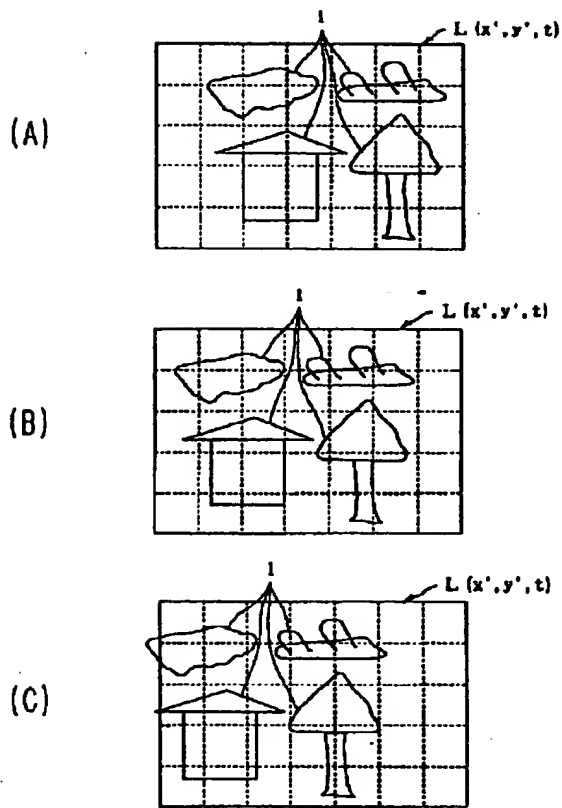 1
L (x', y', t)
(A)
1
L (x', y', t)
(B)
1
L (x', y', t)
(C)